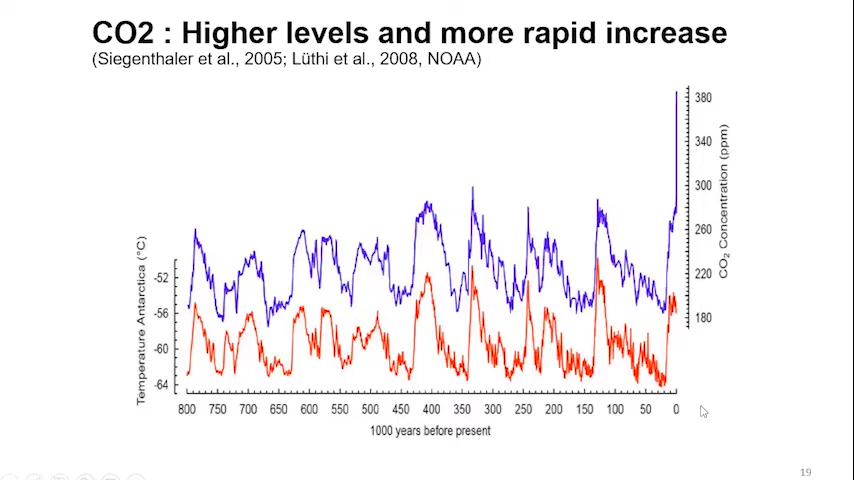 CO2 : Higher levels and more rapid increase
(Siegenthaler et al., 2005; Lüthi et al., 2008, NOAA)
380
340
300
260
220
180
CO₂ Concentration (ppm)
Temperature Antarctica (°C)
-52
-56
-60
-64
800 750 700 650 600 550 500 450 400 350 300 250 200 150 100 50 0
1000 years before present
19